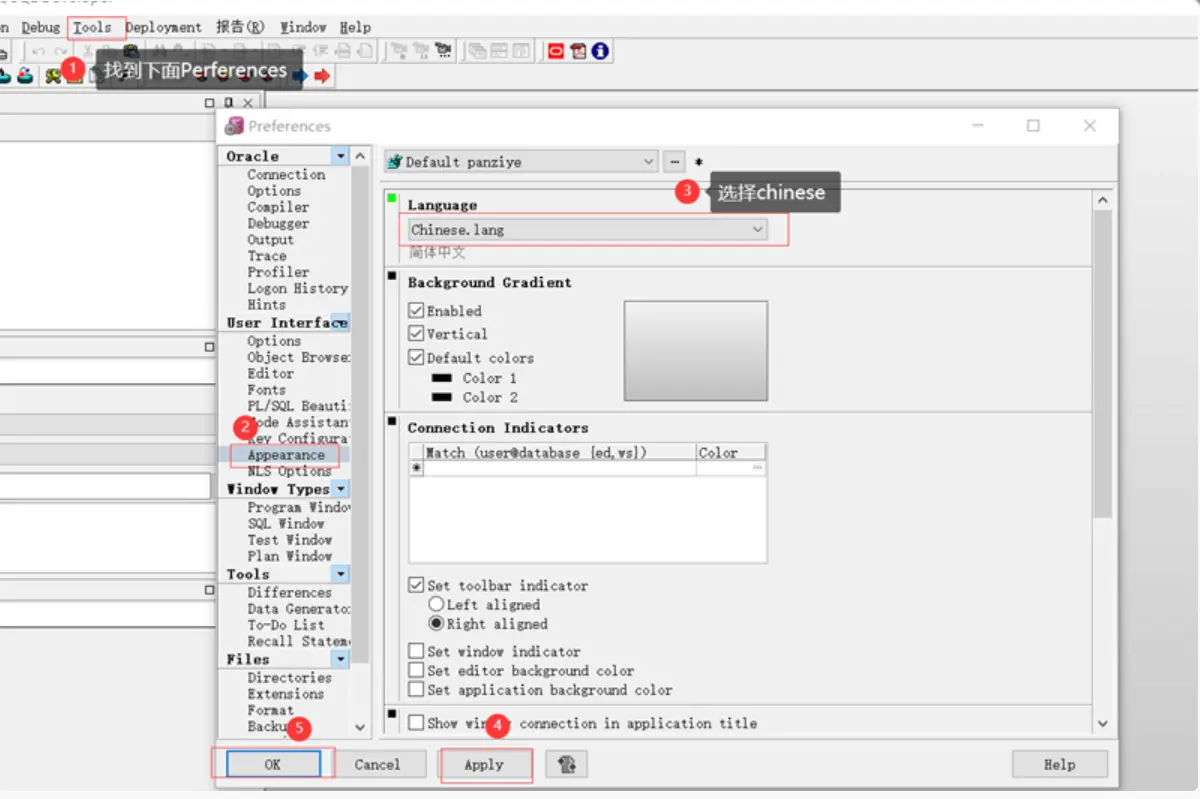 Debug Tools Deployment 报告(R) Window Help
1 找到下面Perferences
Preferences
Oracle
Connection
Options
Compiler
Debugger
Output
Trace
Profiler
Logon History
Hints
User Interface
Options
Object Browse
Editor
Fonts
PL/SQL Beauti
2
ode Assistan
Key Configura
Appearance
NLS Options
Window Types
Program Windo
SQL Window
Test Window
Plan Window
Tools
Differences
Data Generato
To-Do List
Recall Statem
Files
Directories
Extensions
Format
Backu
5
Default panziye
3 选择chinese
Language
Chinese.lang
简体中文
Background Gradient
Enabled
Vertical
Default colors
Color 1
Color 2
Connection Indicators
Match (user@database [ed,ws]) Color
Set toolbar indicator
Left aligned
Right aligned
Set window indicator
Set editor background color
Set application background color
Show win connection in application title
4
OK Cancel Apply Help